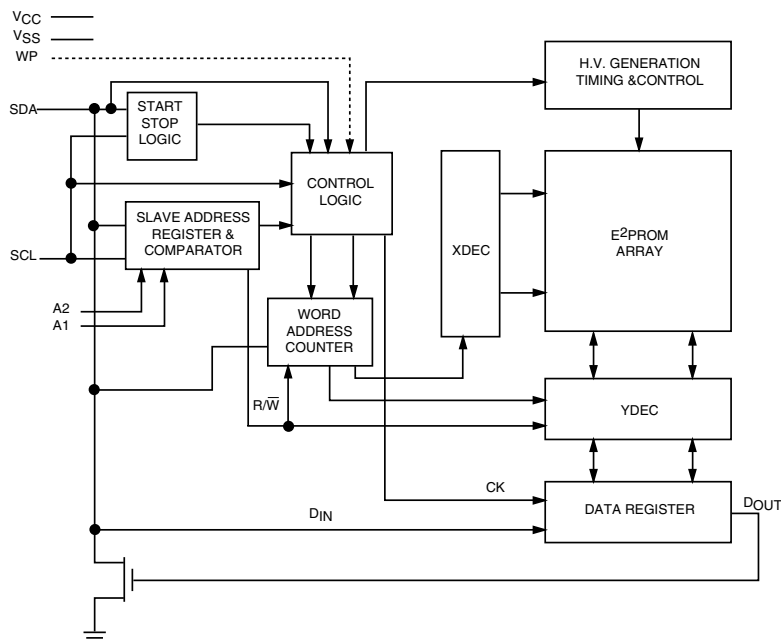 VCC
VSS
WP
H.V. GENERATION
TIMING &CONTROL
SDA
START
STOP
LOGIC
CONTROL
LOGIC
SLAVE ADDRESS
REGISTER &
COMPARATOR
XDEC
E²PROM
ARRAY
SCL
A2
A1
WORD
ADDRESS
COUNTER
R/W̅
YDEC
CK
DATA REGISTER
DOUT
DIN